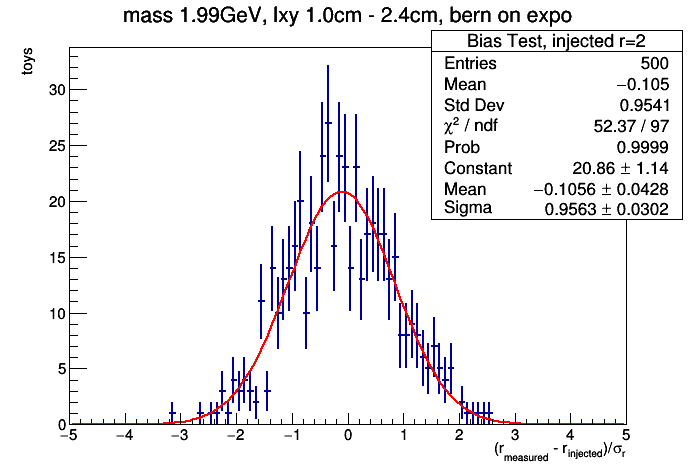 mass 1.99GeV, lxy 1.0cm - 2.4cm, bern on expo
Bias Test, injected r=2
Entries 500
Mean −0.105
Std Dev 0.9541
χ² / ndf 52.37 / 97
Prob 0.9999
Constant 20.86 ± 1.14
Mean −0.1056 ± 0.0428
Sigma 0.9563 ± 0.0302
toys
30
25
20
15
10
5
0
−5 −4 −3 −2 −1 0 1 2 3 4 5
(r_measured - r_injected)/σ_r